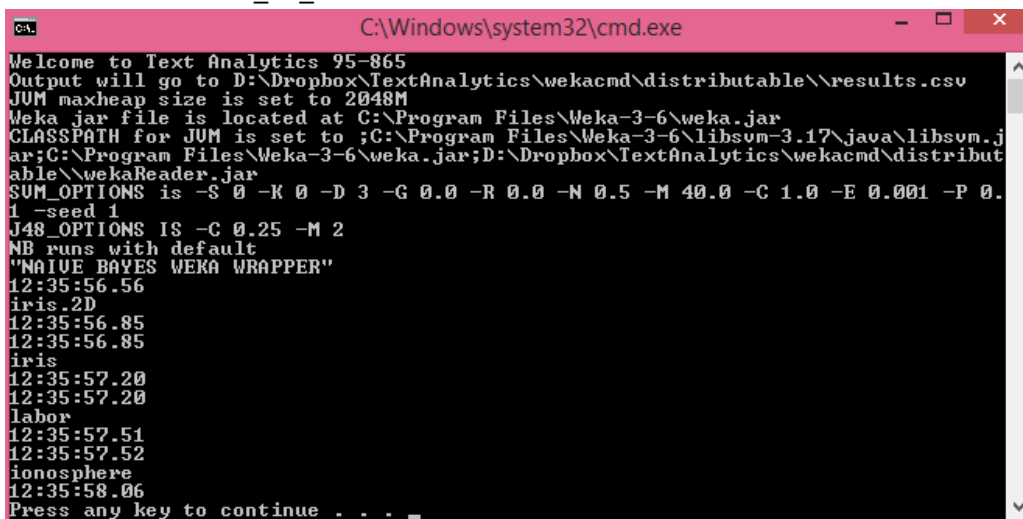 C:\Windows\system32\cmd.exe
Welcome to Text Analytics 95-865
Output will go to D:\Dropbox\TextAnalytics\wekacmd\distributable\\results.csv
JVM maxheap size is set to 2048M
Weka jar file is located at C:\Program Files\Weka-3-6\weka.jar
CLASSPATH for JVM is set to ;C:\Program Files\Weka-3-6\libsvm-3.17\java\libsvm.j
ar;C:\Program Files\Weka-3-6\weka.jar;D:\Dropbox\TextAnalytics\wekacmd\distribut
able\\wekaReader.jar
SVM_OPTIONS is -S 0 -K 0 -D 3 -G 0.0 -R 0.0 -N 0.5 -M 40.0 -C 1.0 -E 0.001 -P 0.
1 -seed 1
J48_OPTIONS IS -C 0.25 -M 2
NB runs with default
"NAIVE BAYES WEKA WRAPPER"
12:35:56.56
iris.2D
12:35:56.85
12:35:56.85
iris
12:35:57.20
12:35:57.20
labor
12:35:57.51
12:35:57.52
ionosphere
12:35:58.06
Press any key to continue . . . _